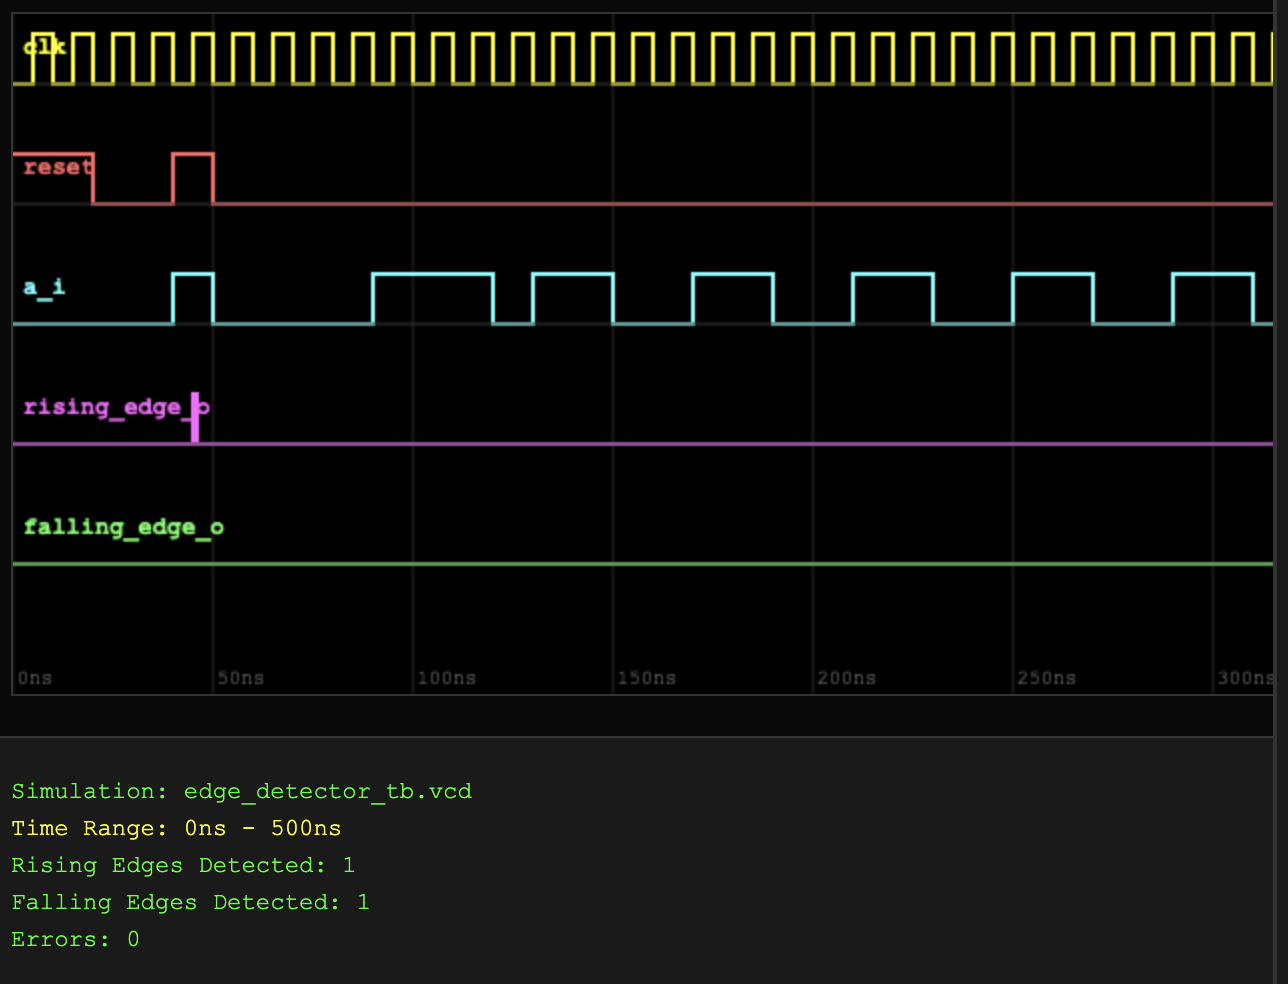 clk
reset
a_i
rising_edge_o
falling_edge_o
0ns 50ns 100ns 150ns 200ns 250ns 300ns
Simulation: edge_detector_tb.vcd
Time Range: 0ns - 500ns
Rising Edges Detected: 1
Falling Edges Detected: 1
Errors: 0